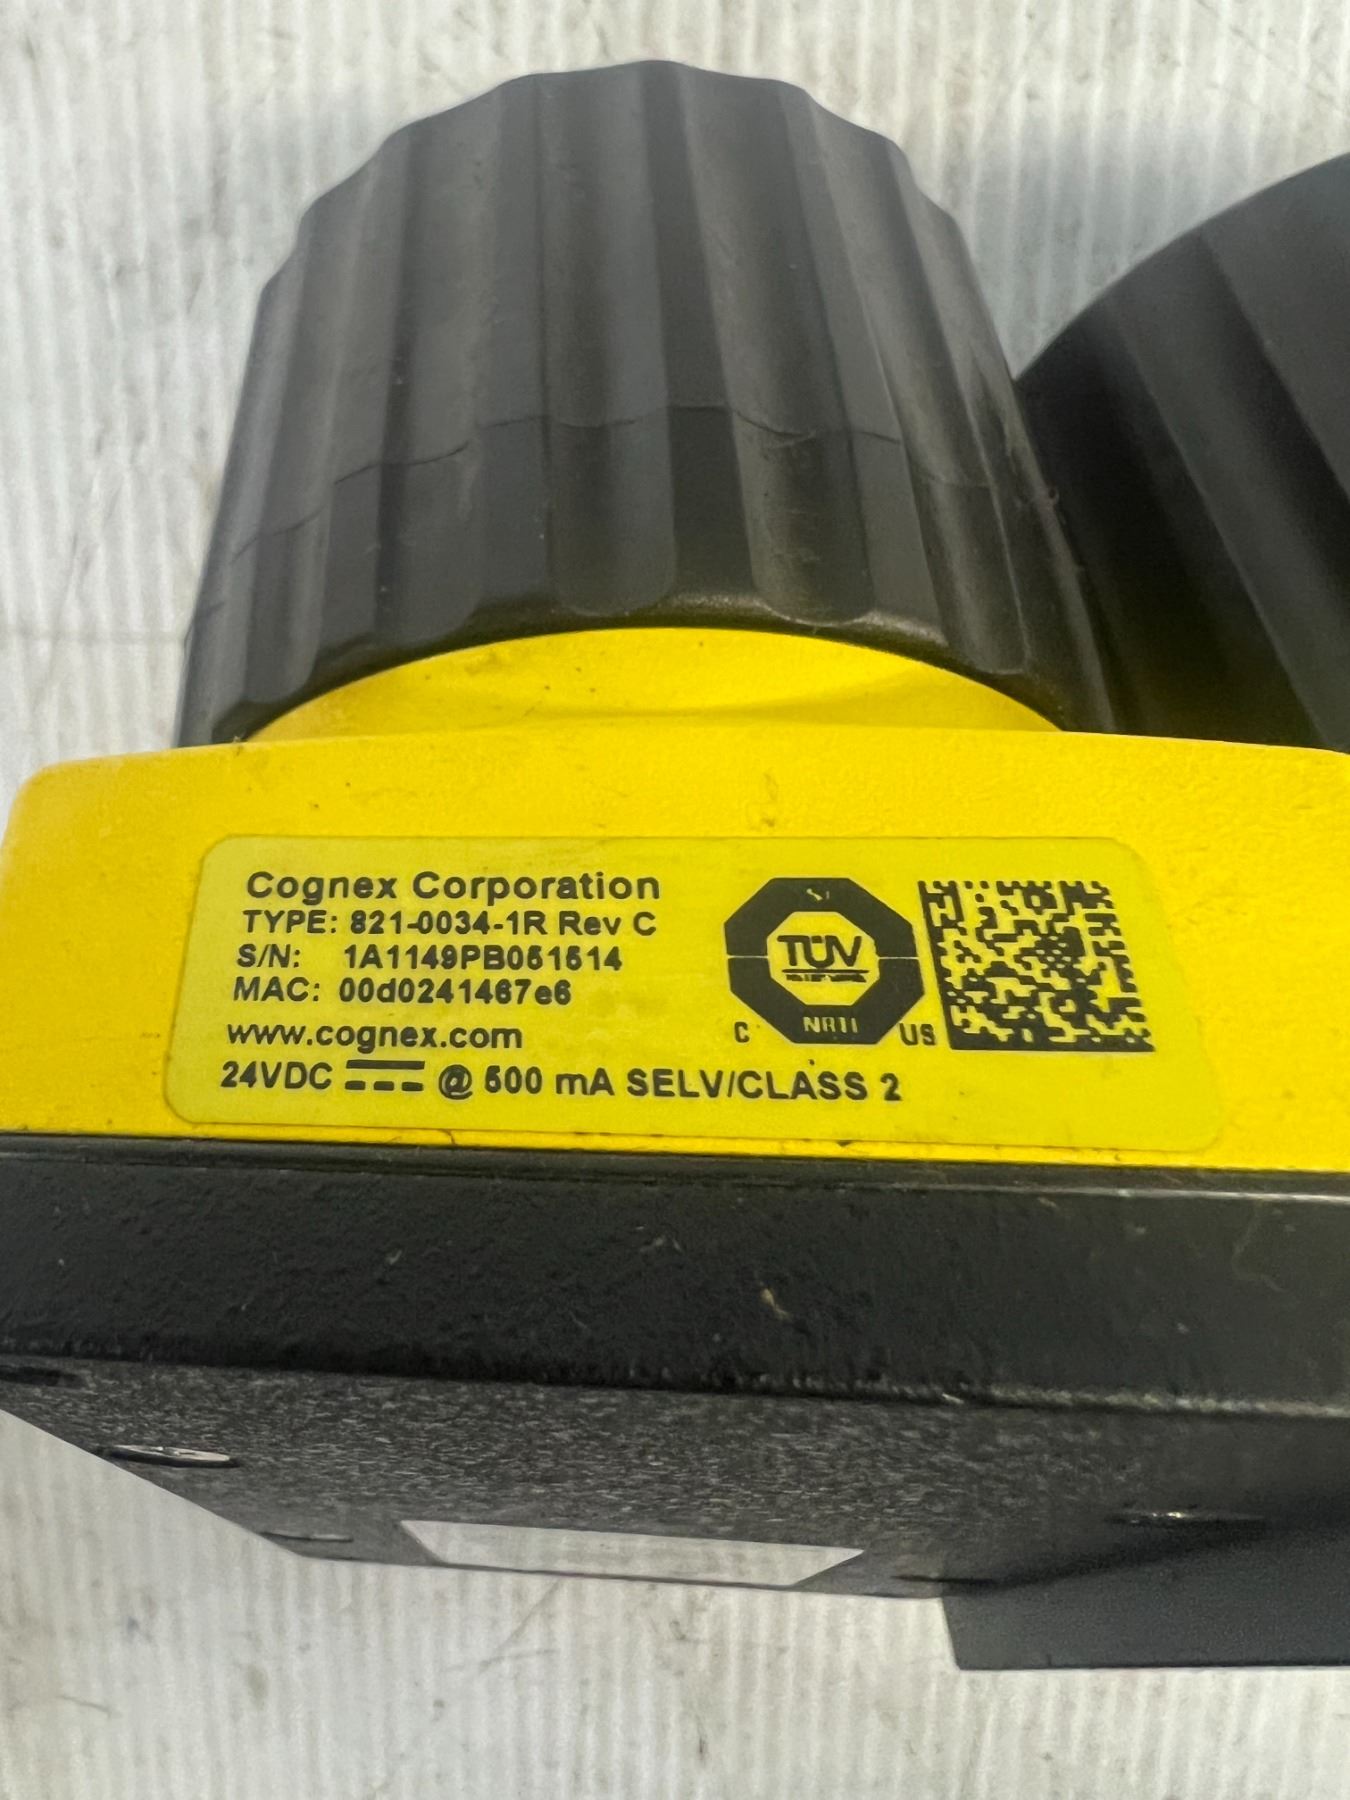 Cognex Corporation
TYPE: 821-0034-1R Rev C
S/N: 1A1149PB051514
MAC: 00d0241467e6
www.cognex.com
24VDC @ 500 mA SELV/CLASS 2
TÜV
C US